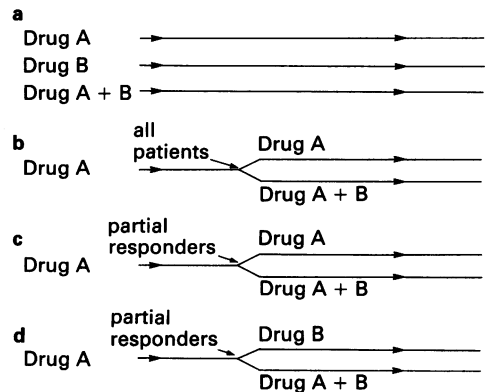 a
Drug A
Drug B
Drug A + B
b
all
patients
Drug A
Drug A
Drug A + B
c
partial
responders
Drug A
Drug A
Drug A + B
d
partial
responders
Drug A
Drug B
Drug A + B